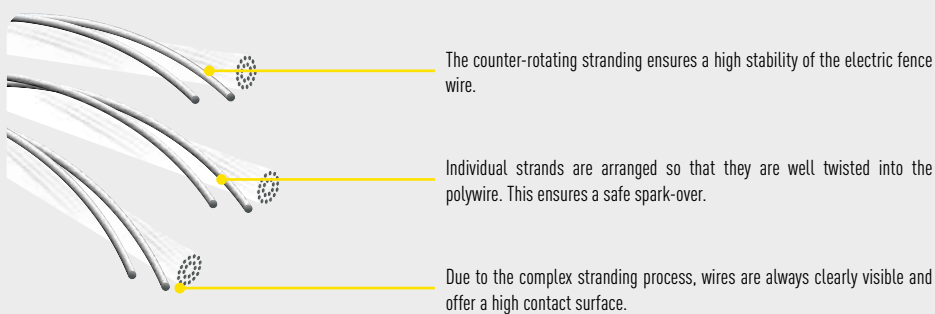 The counter-rotating stranding ensures a high stability of the electric fence
wire.
Individual strands are arranged so that they are well twisted into the
polywire. This ensures a safe spark-over.
Due to the complex stranding process, wires are always clearly visible and
offer a high contact surface.